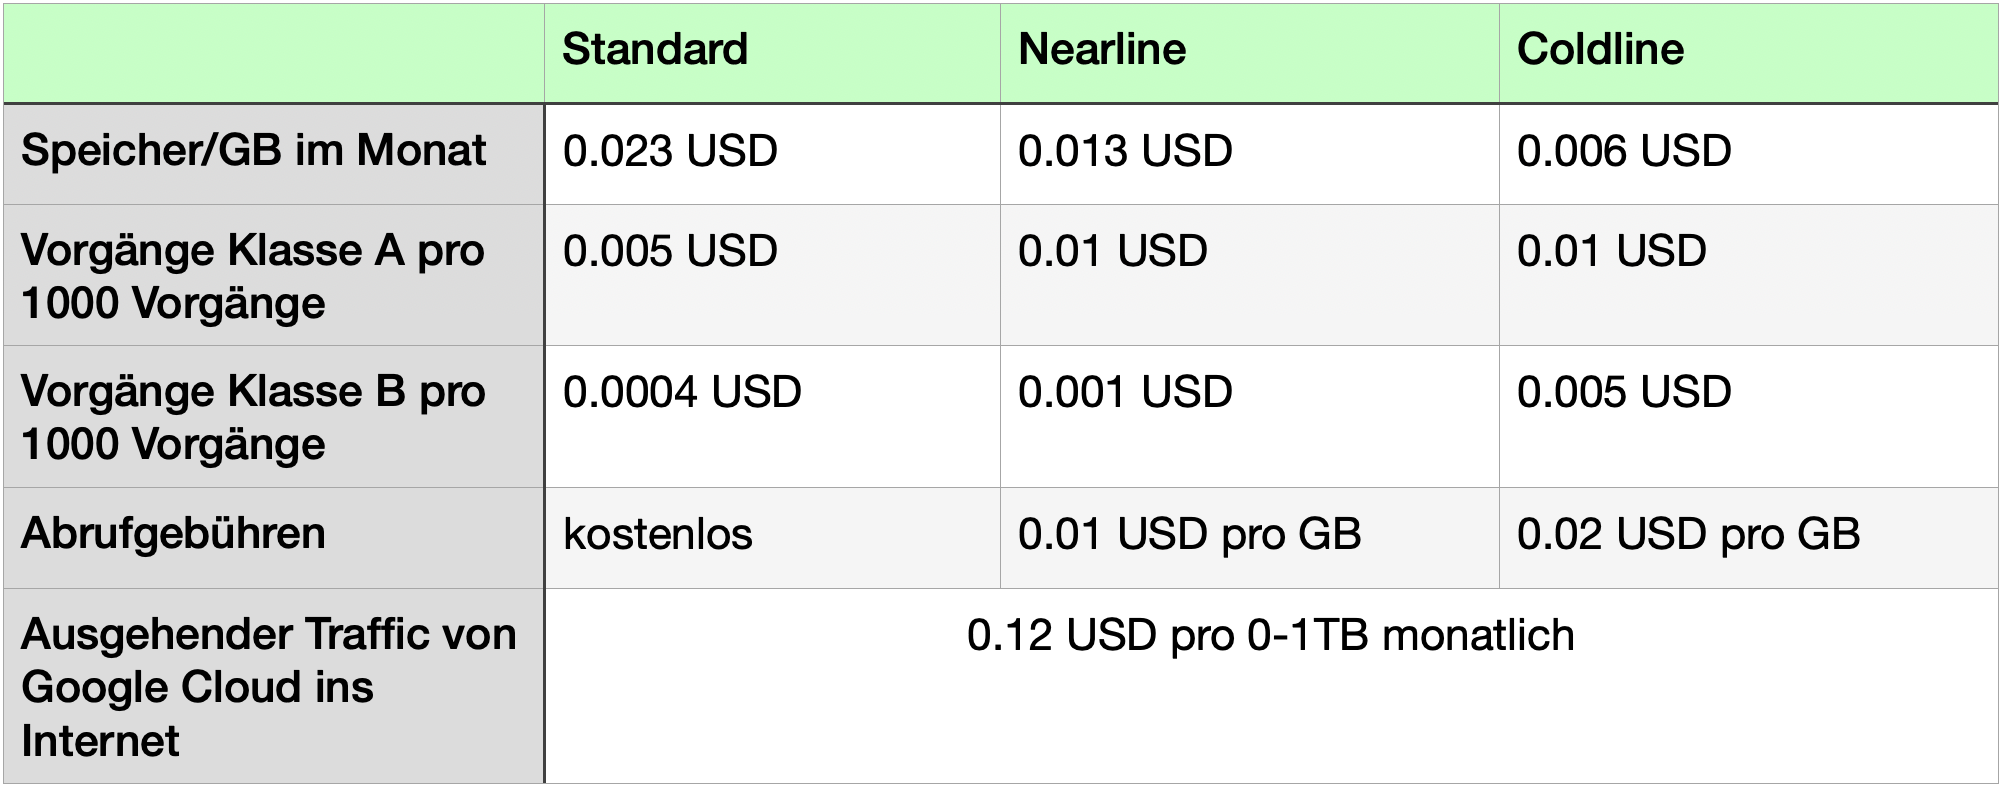 Standard Nearline Coldline
Speicher/GB im Monat 0.023 USD 0.013 USD 0.006 USD
Vorgänge Klasse A pro 0.005 USD 0.01 USD 0.01 USD
1000 Vorgänge
Vorgänge Klasse B pro 0.0004 USD 0.001 USD 0.005 USD
1000 Vorgänge
Abrufgebühren kostenlos 0.01 USD pro GB 0.02 USD pro GB
Ausgehender Traffic von 0.12 USD pro 0-1TB monatlich
Google Cloud ins
Internet